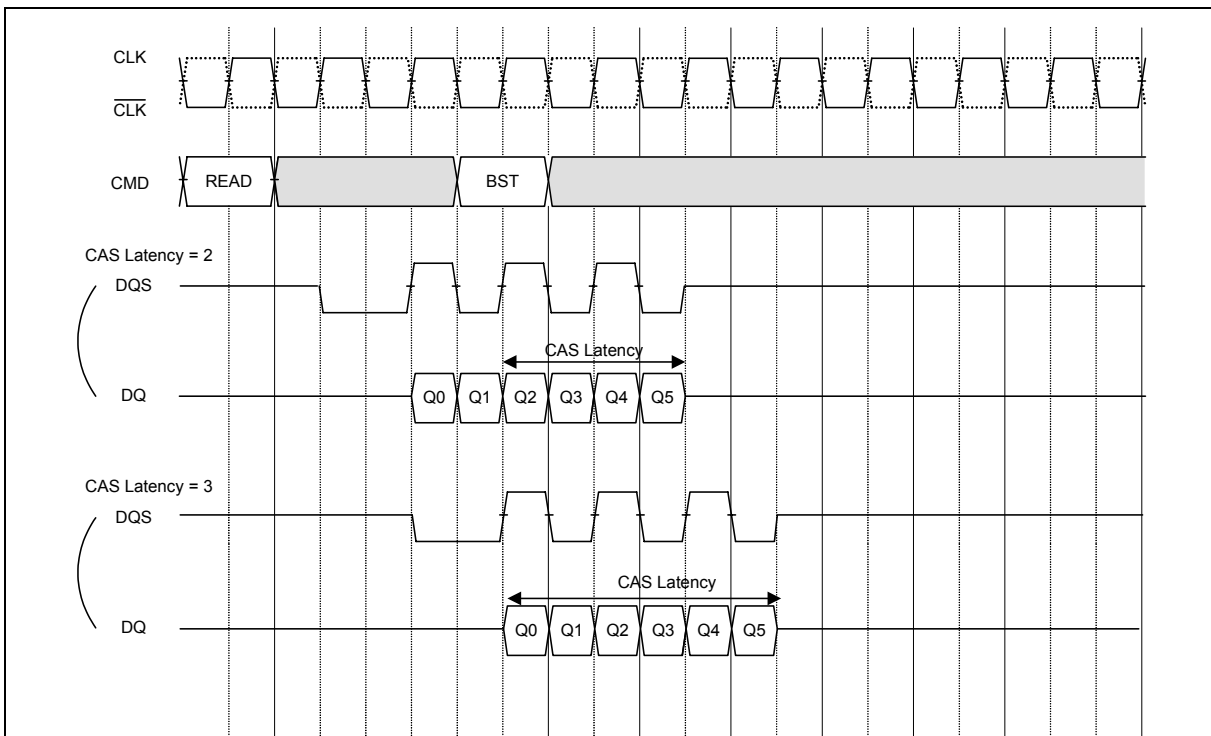 CLK
CLK
CMD READ BST
CAS Latency = 2
DQS
CAS Latency
DQ Q0 Q1 Q2 Q3 Q4 Q5
CAS Latency = 3
DQS
CAS Latency
DQ Q0 Q1 Q2 Q3 Q4 Q5